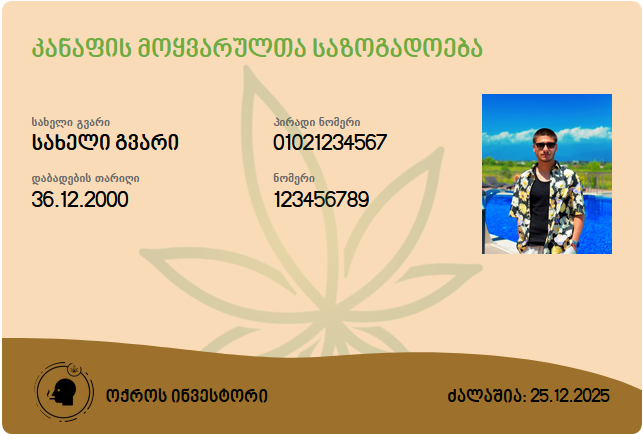 კანაფის მოყვარულთა საზოგადოება
სახელი გვარი
სახელი გვარი
პირადი ნომერი
01021234567
დაბადების თარიღი
36.12.2000
ნომერი
123456789
ოქროს ინვესტორი
ძალაშია: 25.12.2025